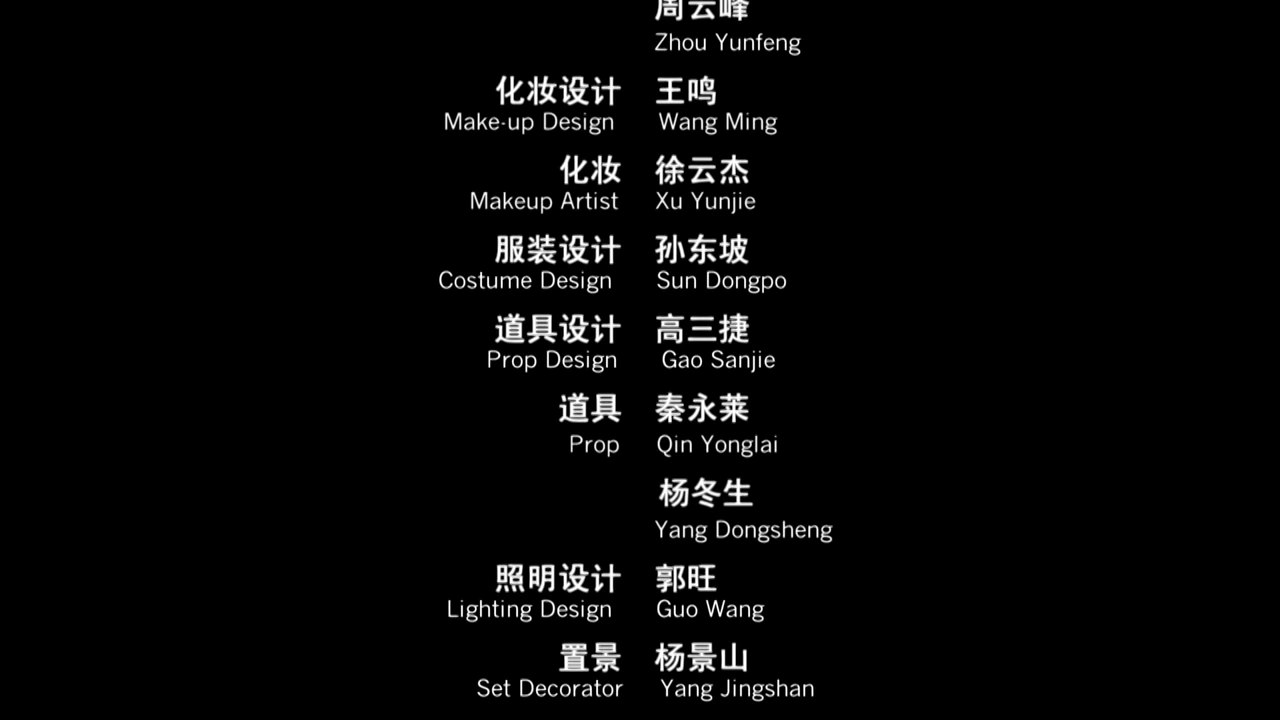 周云峰
Zhou Yunfeng
化妆设计 王鸣
Make-up Design Wang Ming
化妆 徐云杰
Makeup Artist Xu Yunjie
服装设计 孙东坡
Costume Design Sun Dongpo
道具设计 高三捷
Prop Design Gao Sanjie
道具 秦永莱
Prop Qin Yonglai
杨冬生
Yang Dongsheng
照明设计 郭旺
Lighting Design Guo Wang
置景 杨景山
Set Decorator Yang Jingshan